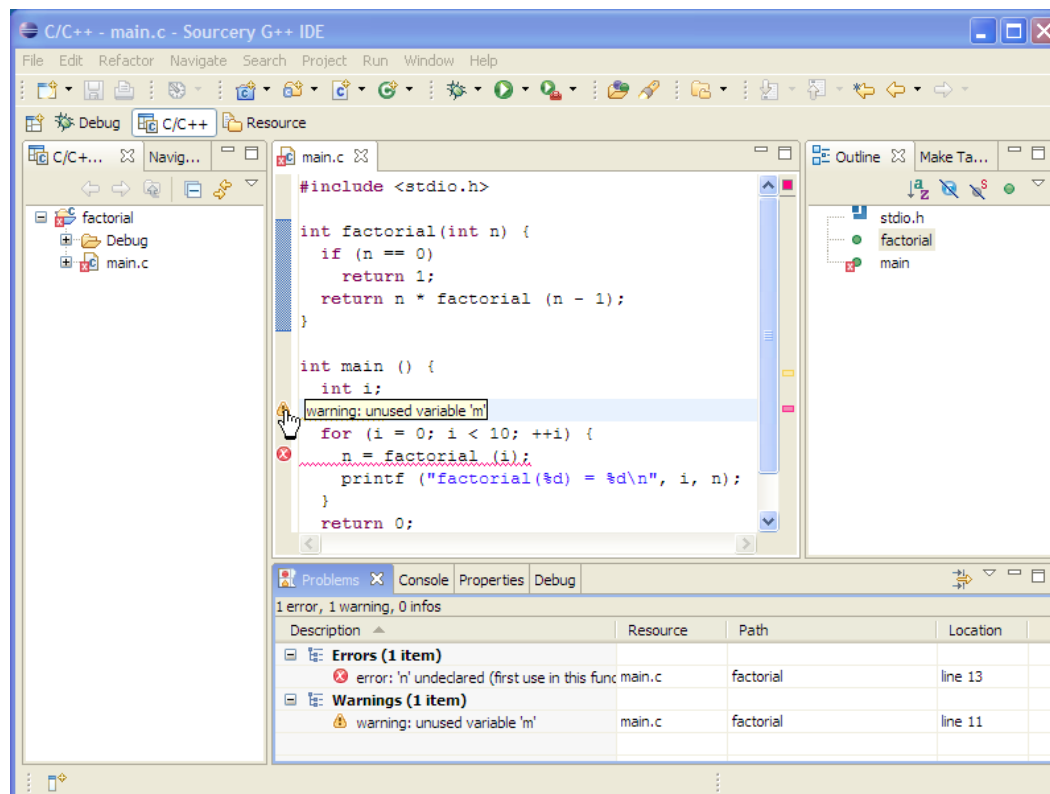 C/C++ - main.c - Sourcery G++ IDE
File Edit Refactor Navigate Search Project Run Window Help
Debug C/C++ Resource
C/C+... Navig...
factorial
Debug
main.c
main.c
#include <stdio.h>
int factorial(int n) {
if (n == 0)
return 1;
return n * factorial (n - 1);
}
int main () {
int i;
warning: unused variable 'm'
for (i = 0; i < 10; ++i) {
n = factorial (i);
printf ("factorial(%d) = %d\n", i, n);
}
return 0;
Outline Make Ta...
stdio.h
factorial
main
Problems Console Properties Debug
1 error, 1 warning, 0 infos
Description Resource Path Location
Errors (1 item)
error: 'n' undeclared (first use in this func main.c factorial line 13
Warnings (1 item)
warning: unused variable 'm' main.c factorial line 11